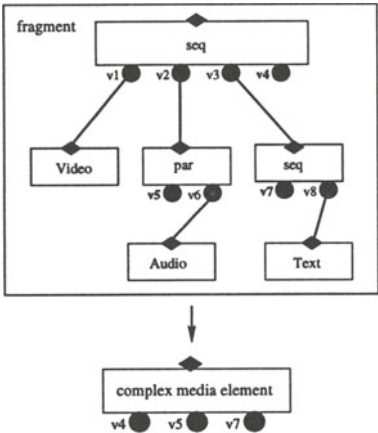 fragment
seq
v1 v2 v3 v4
Video par seq
v5 v6 v7 v8
Audio Text
complex media element
v4 v5 v7